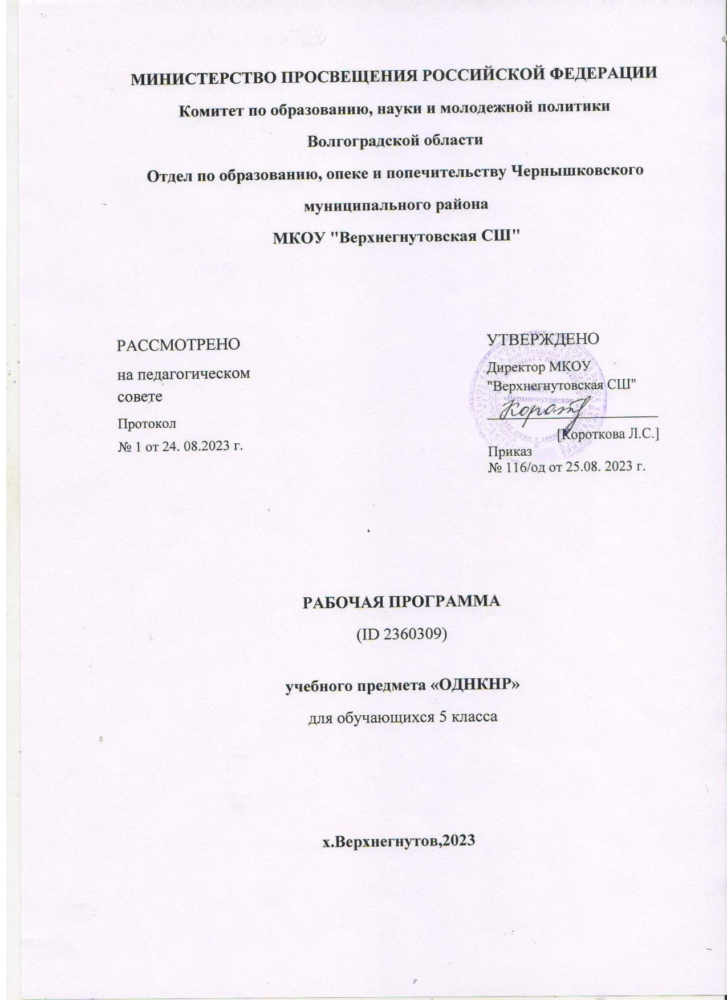 МИНИСТЕРСТВО ПРОСВЕЩЕНИЯ РОССИЙСКОЙ ФЕДЕРАЦИИ
Комитет по образованию, науки и молодежной политики
Волгоградской области
Отдел по образованию, опеке и попечительству Чернышковского
муниципального района
МКОУ "Верхнегнутовская СШ"
РАССМОТРЕНО
на педагогическом
совете
Протокол
№ 1 от 24. 08.2023 г.
УТВЕРЖДЕНО
Директор МКОУ
"Верхнегнутовская СШ"
«Верхнегнутовская
[Короткова Л.С.]
Приказ
№ 116/од от 25.08. 2023 г.
РАБОЧАЯ ПРОГРАММА
(ID 2360309)
учебного предмета «ОДНКНР»
для обучающихся 5 класса
х.Верхнегнутов,2023